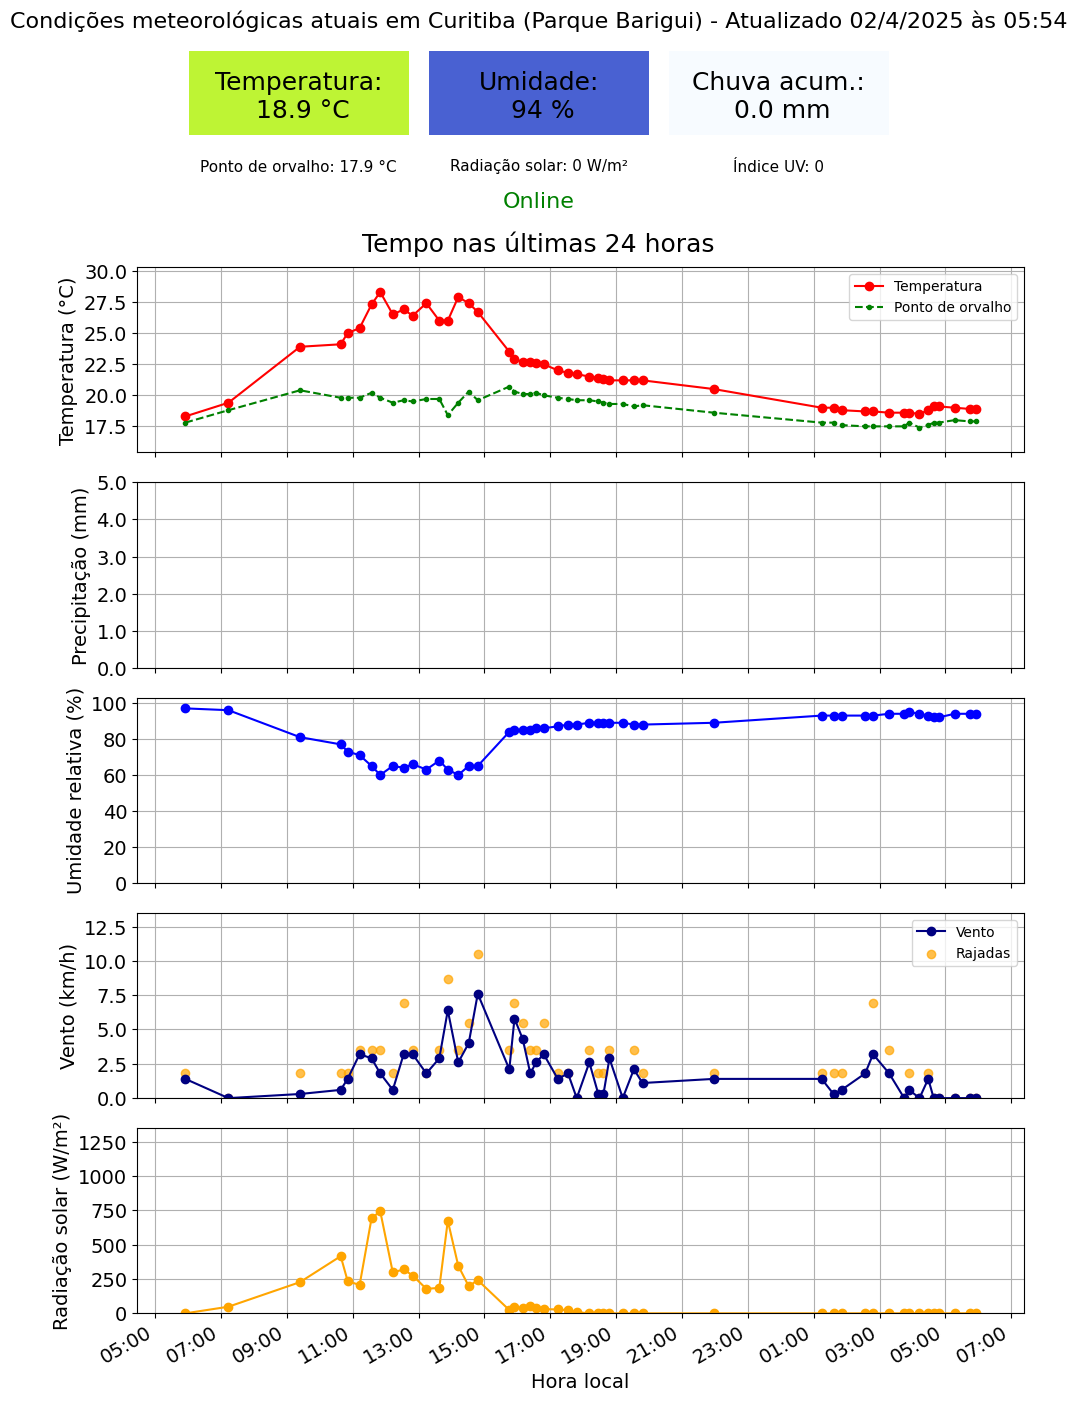 Condições meteorológicas atuais em Curitiba (Parque Barigui) - Atualizado 02/4/2025 às 05:54
Temperatura:
18.9 °C
Umidade:
94 %
Chuva acum.:
0.0 mm
Ponto de orvalho: 17.9 °C
Radiação solar: 0 W/m²
Índice UV: 0
Online
Tempo nas últimas 24 horas
Temperatura (°C)
30.0
27.5
25.0
22.5
20.0
17.5
Temperatura
Ponto de orvalho
Precipitação (mm)
5.0
4.0
3.0
2.0
1.0
0.0
Umidade relativa (%)
100
80
60
40
20
0
Vento (km/h)
12.5
10.0
7.5
5.0
2.5
0.0
Vento
Rajadas
Radiação solar (W/m²)
1250
1000
750
500
250
0
05:00
07:00
09:00
11:00
13:00
15:00
17:00
19:00
21:00
23:00
01:00
03:00
05:00
07:00
Hora local